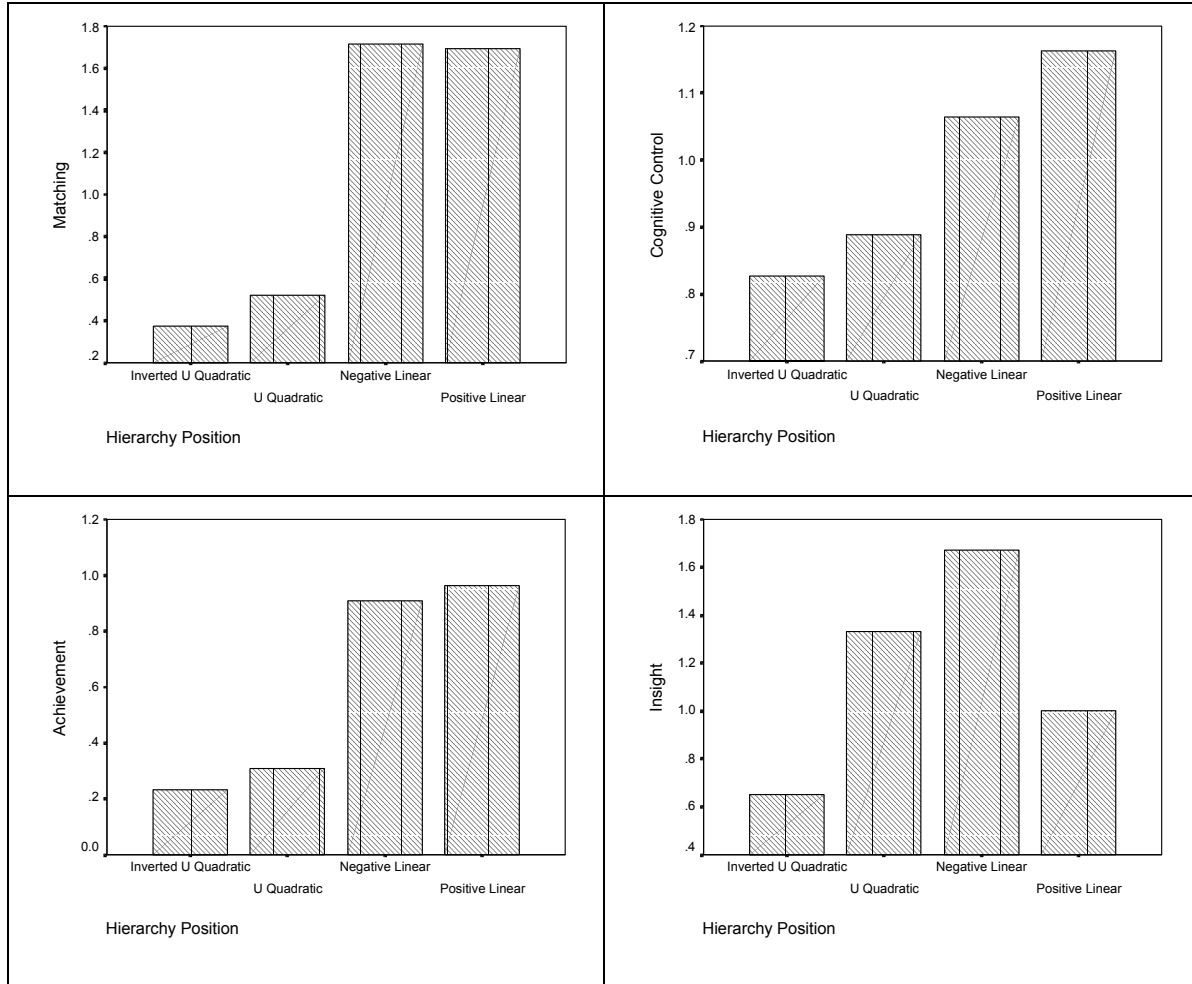 1.8
1.6
1.4
1.2
1.0
.8
.6
.4
.2
Matching
Inverted U Quadratic
Negative Linear
U Quadratic
Positive Linear
Hierarchy Position
1.2
1.1
1.0
.9
.8
.7
Cognitive Control
Inverted U Quadratic
Negative Linear
U Quadratic
Positive Linear
Hierarchy Position
1.2
1.0
.8
.6
.4
.2
0.0
Achievement
Inverted U Quadratic
Negative Linear
U Quadratic
Positive Linear
Hierarchy Position
1.8
1.6
1.4
1.2
1.0
.8
.6
.4
Insight
Inverted U Quadratic
Negative Linear
U Quadratic
Positive Linear
Hierarchy Position